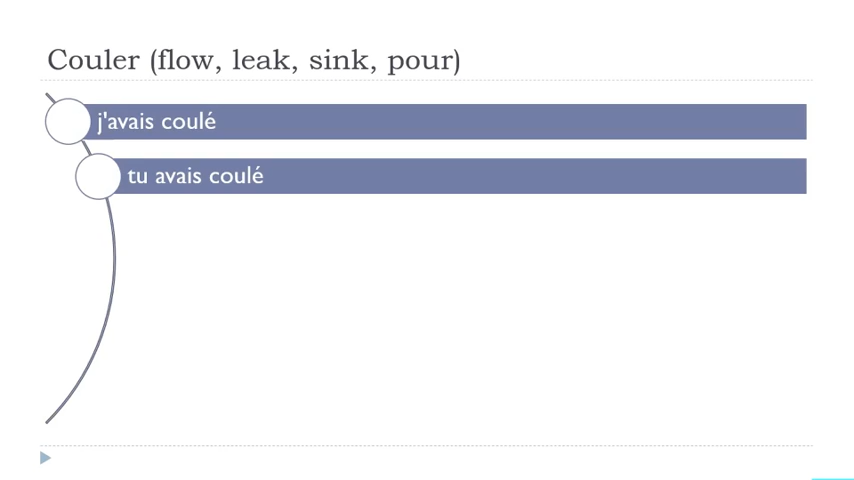 Couler (flow, leak, sink, pour)
j'avais coulé
tu avais coulé